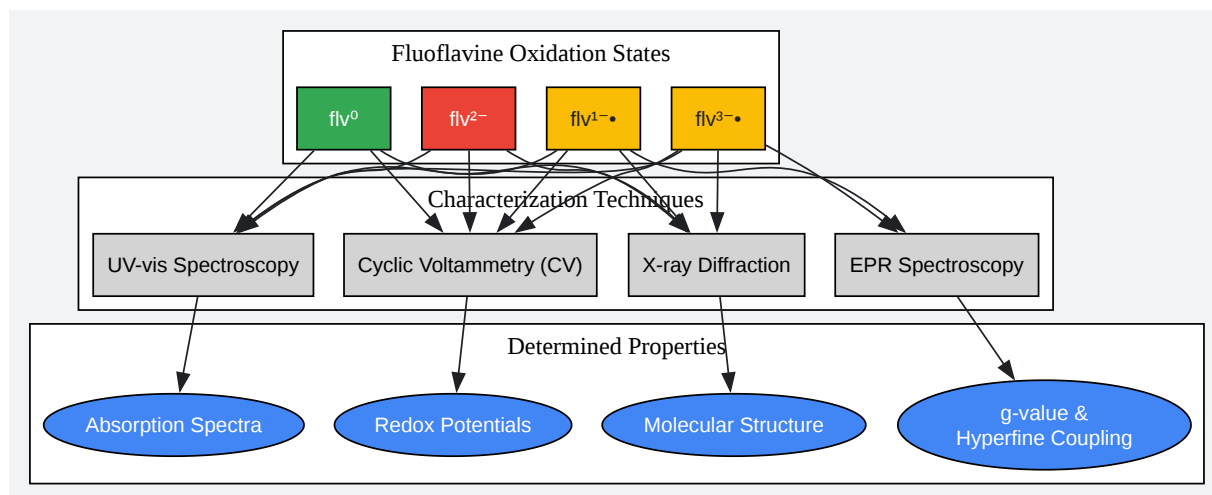 Fluoflavine Oxidation States
flv⁰
flv²⁻
flv¹⁻•
flv³⁻•
Characterization Techniques
UV-vis Spectroscopy
Cyclic Voltammetry (CV)
X-ray Diffraction
EPR Spectroscopy
Determined Properties
Absorption Spectra
Redox Potentials
Molecular Structure
g-value &
Hyperfine Coupling